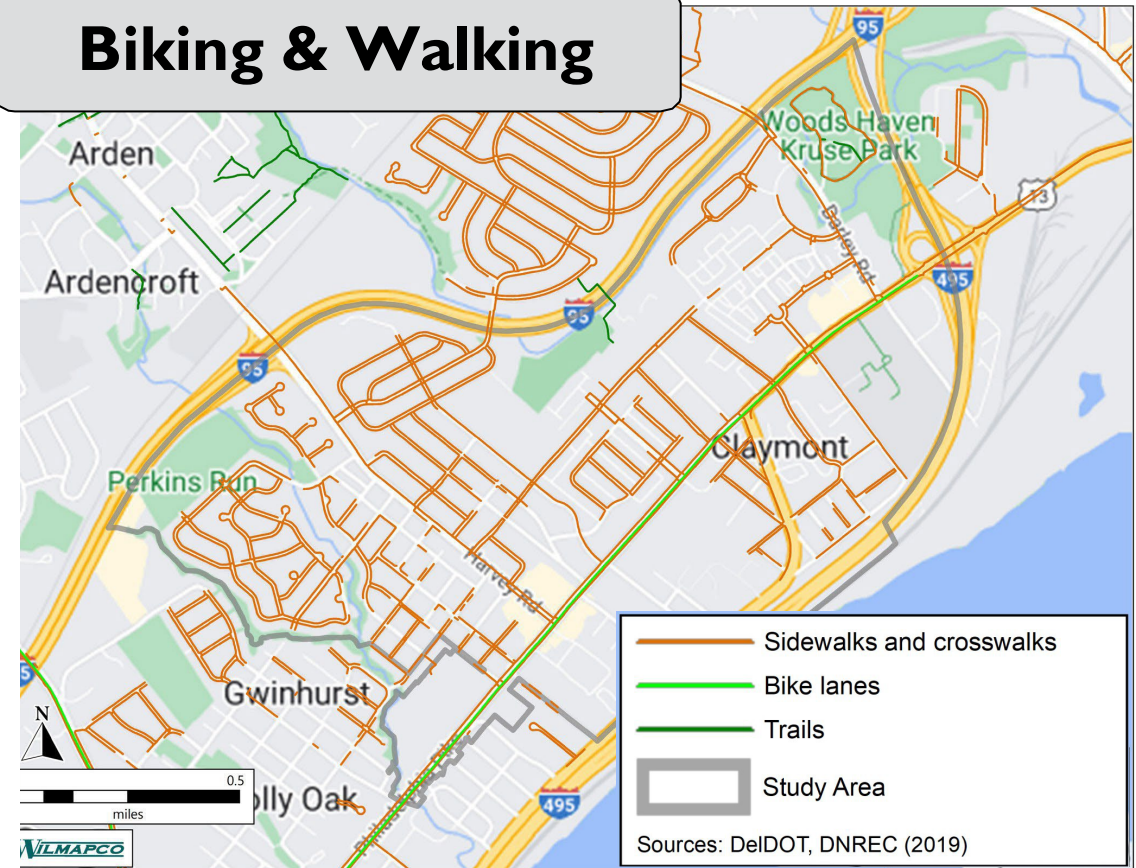 Biking & Walking
95
Woods Haven
Kruse Park
Arden
13
Darley Rd
Ardencroft
495
95
95
Claymont
Perkins Run
Harvey Rd
Sidewalks and crosswalks
Bike lanes
Gwinhurst
N
Trails
0.5
miles
Study Area
olly Oak
495
WILMAPCO
Sources: DelDOT, DNREC (2019)